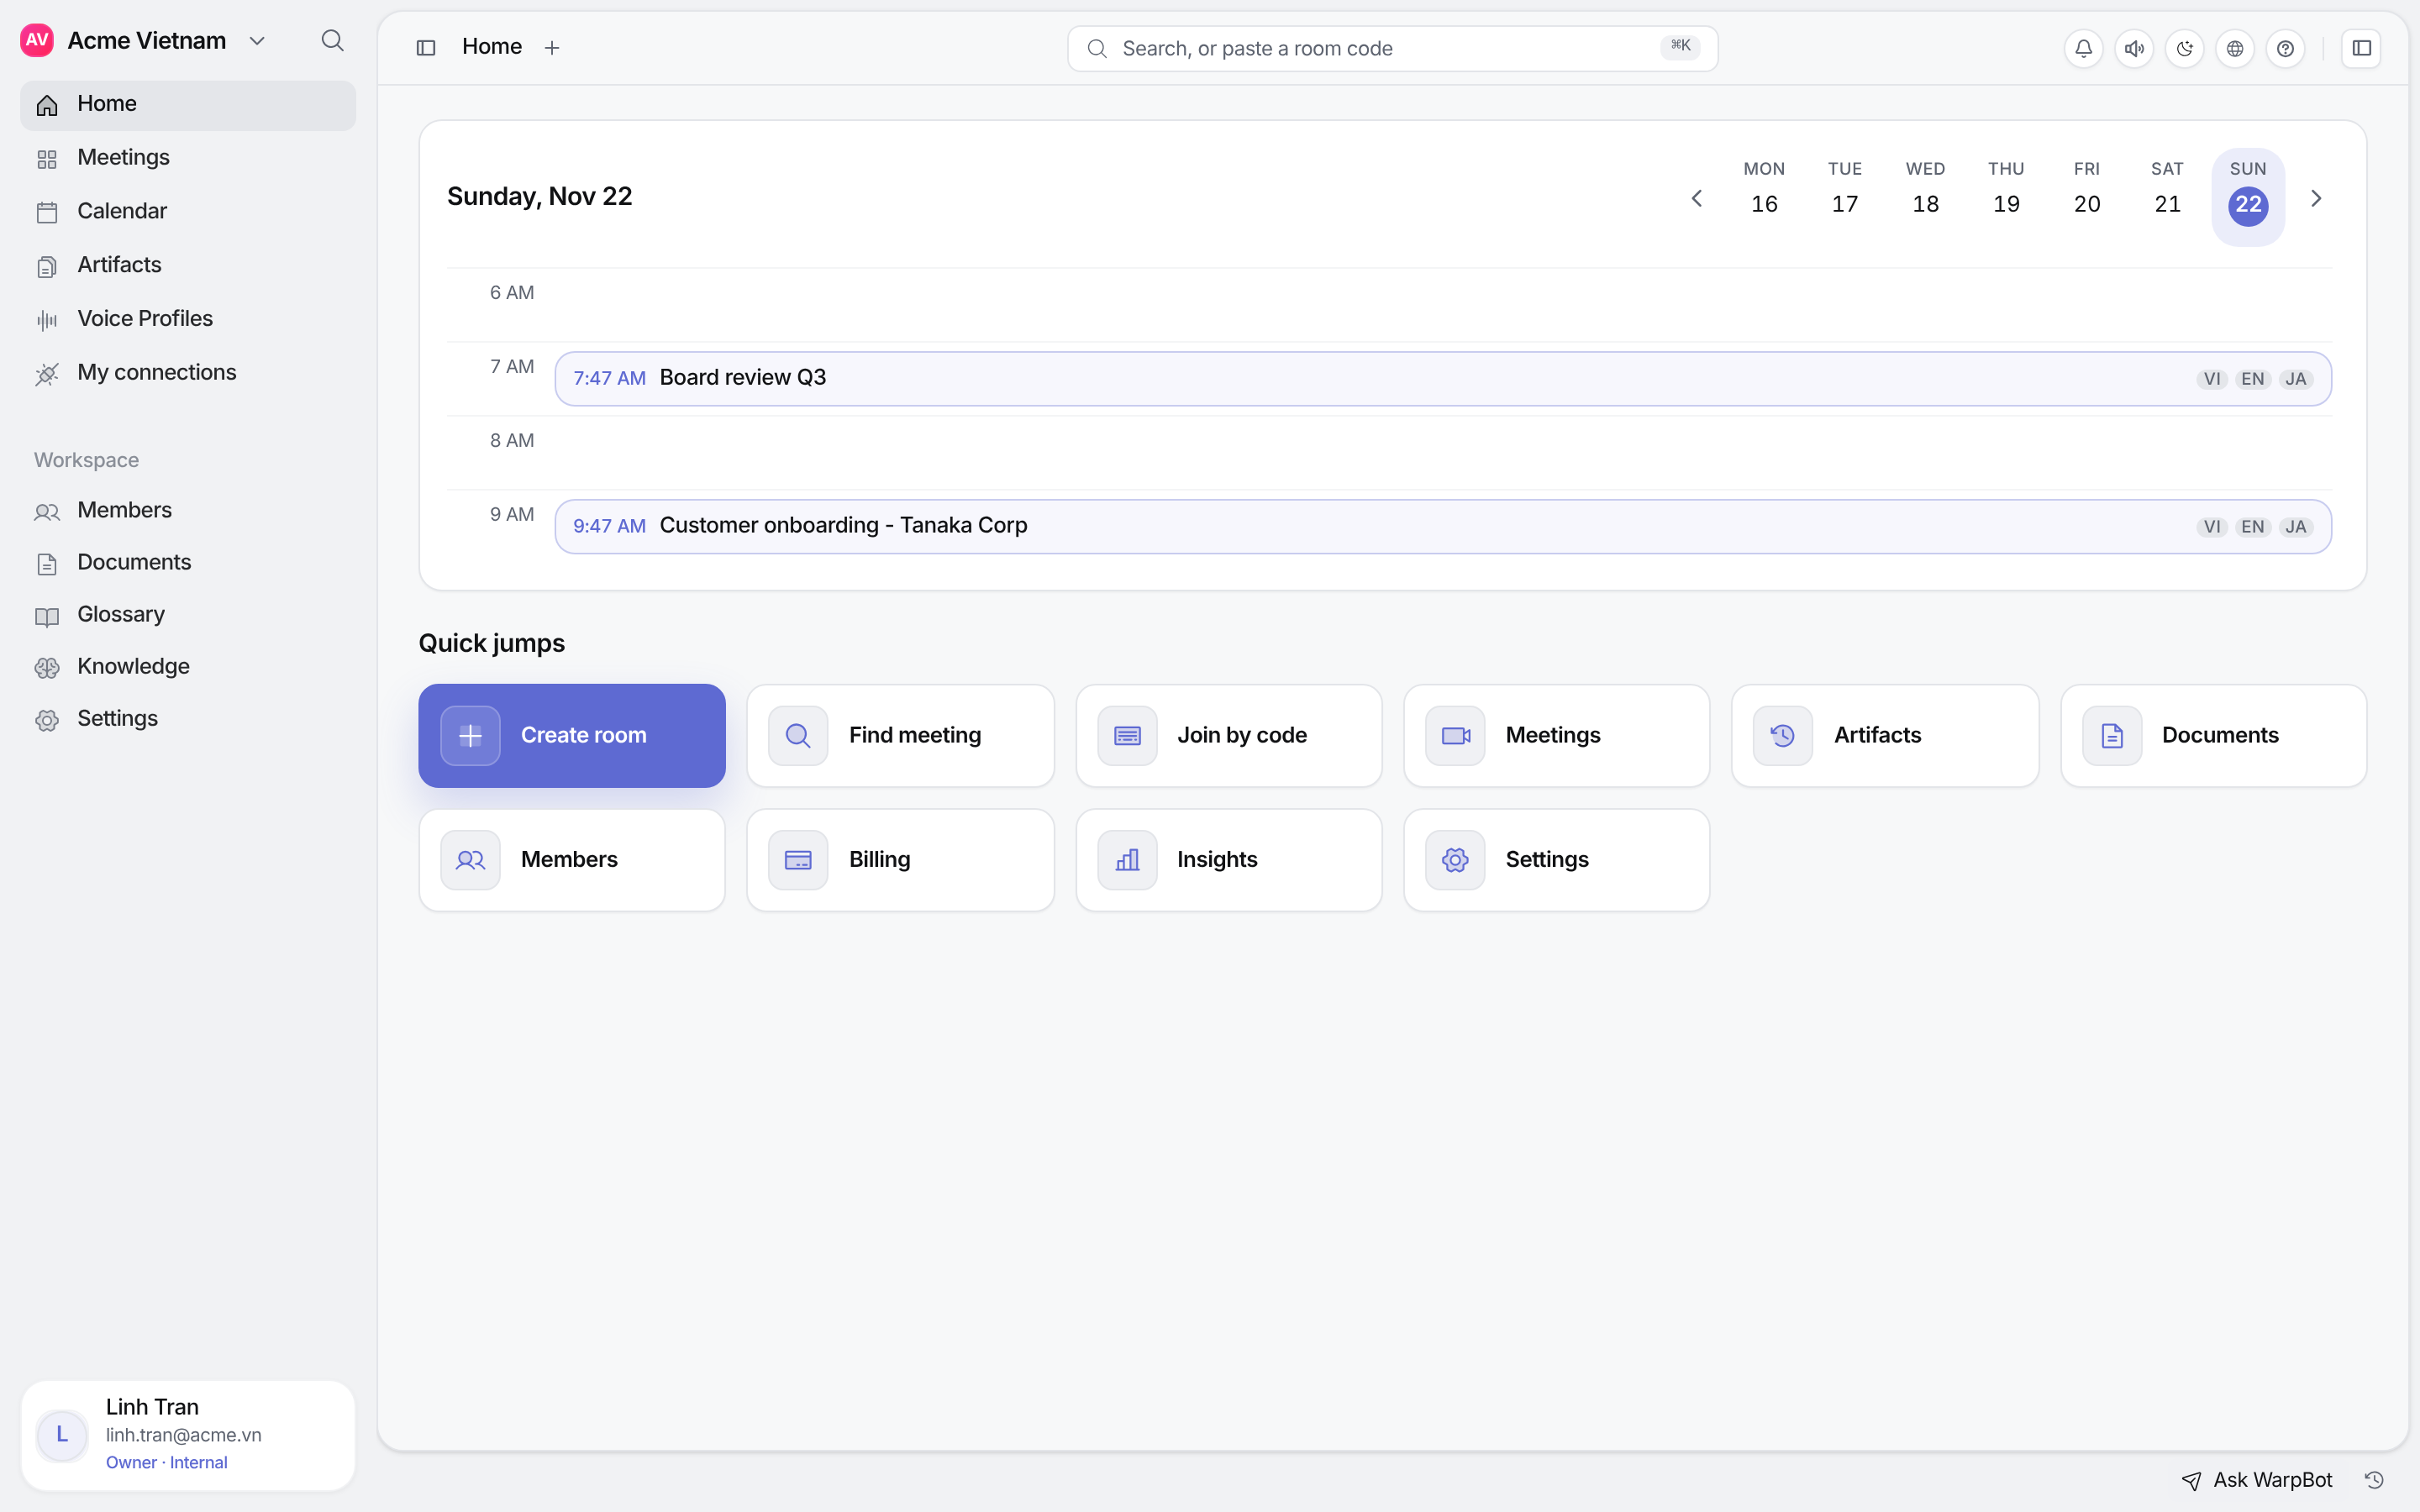 AV Acme Vietnam
Home
Meetings
Calendar
Artifacts
Voice Profiles
My connections
Workspace
Members
Documents
Glossary
Knowledge
Settings
Linh Tran
L
linh.tran@acme.vn
Owner · Internal
Home
Search, or paste a room code ⌘K
Sunday, Nov 22
MON TUE WED THU FRI SAT SUN
16 17 18 19 20 21 22
6 AM
7 AM
7:47 AM Board review Q3 VI EN JA
8 AM
9 AM
9:47 AM Customer onboarding - Tanaka Corp VI EN JA
Quick jumps
Create room Find meeting Join by code Meetings Artifacts Documents
Members Billing Insights Settings
Ask WarpBot